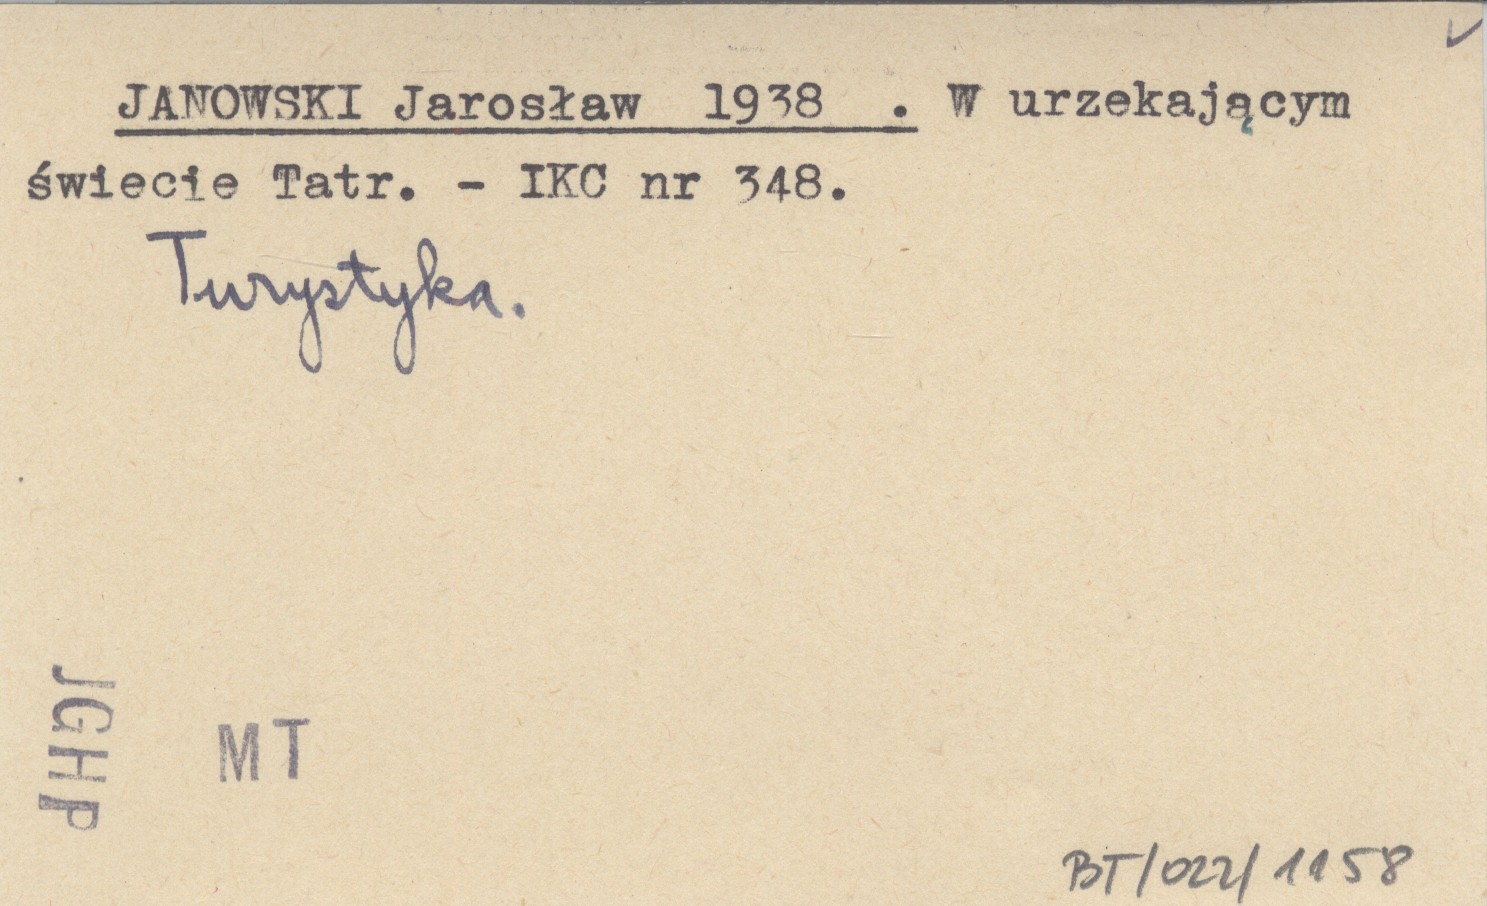 JANOWSKI Jarosław 1938 . W urzekającym
świecie Tatr. - IKC nr 348.
Turystyka.
JGHP
MT
BT/022/1158